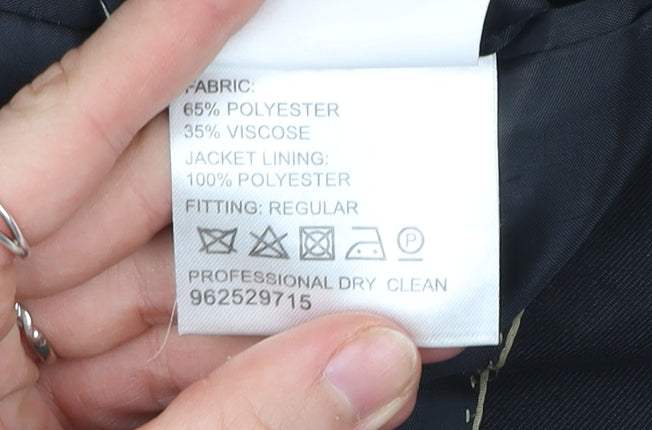 FABRIC:
65% POLYESTER
35% VISCOSE
JACKET LINING:
100% POLYESTER
FITTING: REGULAR
P
PROFESSIONAL DRY CLEAN
962529715